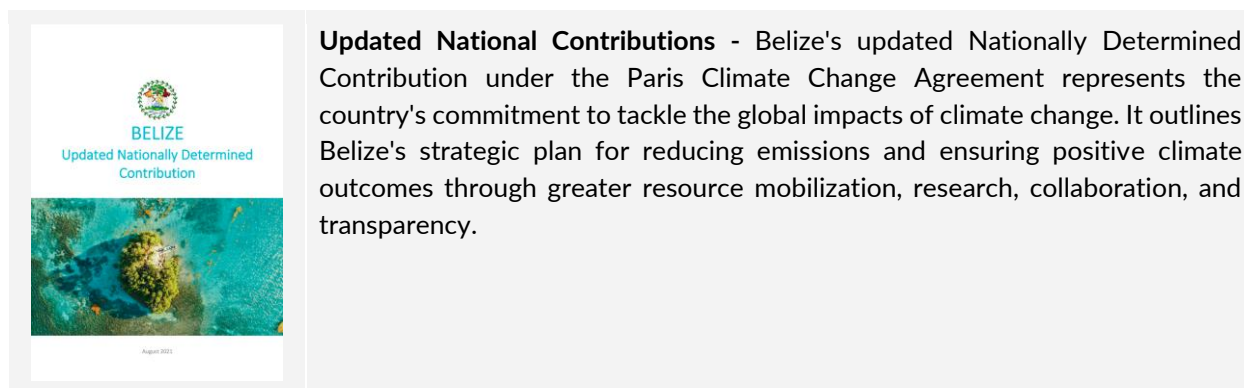 BELIZE
Updated Nationally Determined
Contribution
August 2021
Updated National Contributions - Belize's updated Nationally Determined
Contribution under the Paris Climate Change Agreement represents the
country's commitment to tackle the global impacts of climate change. It outlines
Belize's strategic plan for reducing emissions and ensuring positive climate
outcomes through greater resource mobilization, research, collaboration, and
transparency.